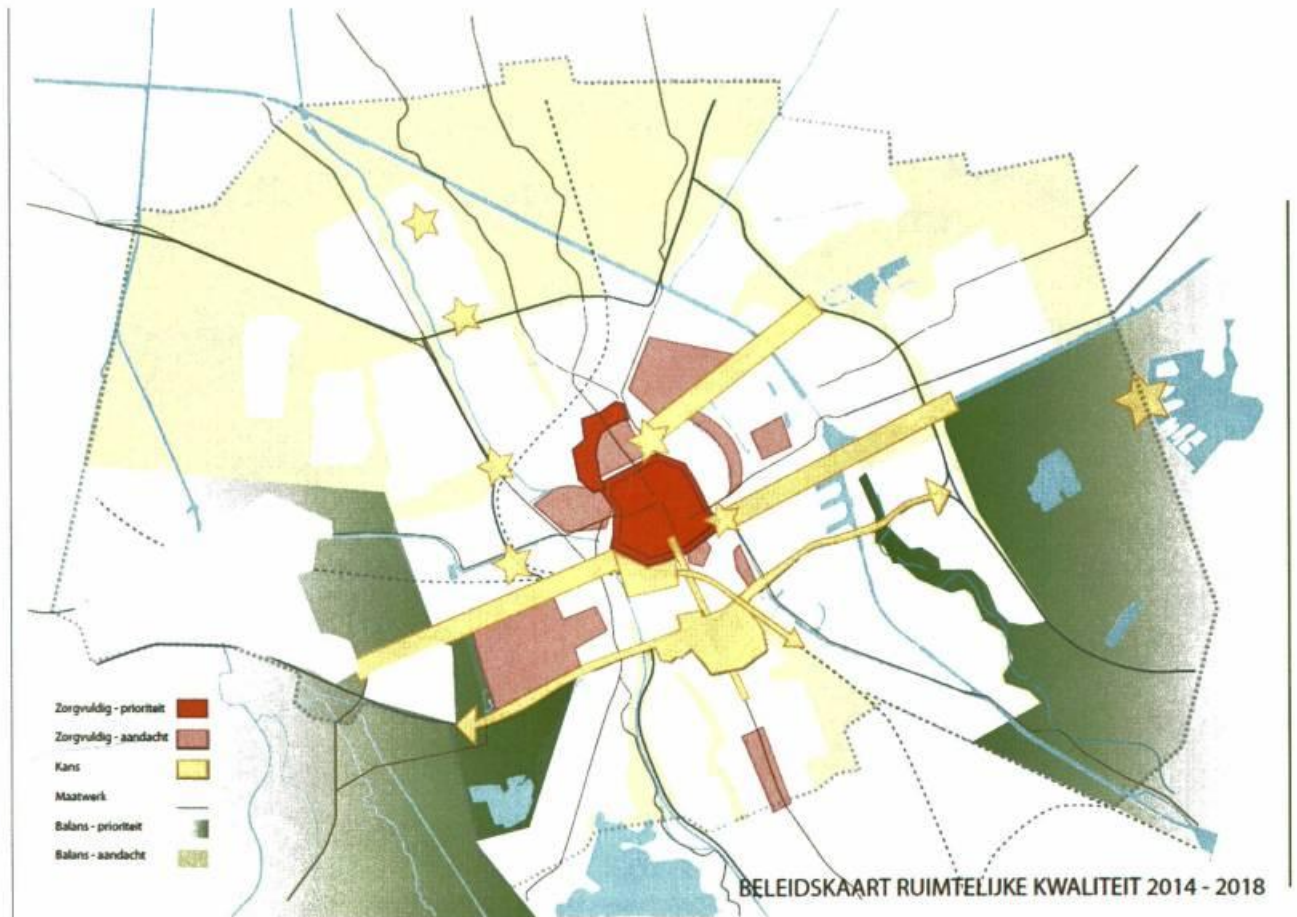 Zorgvuldig - prioriteit
Zorgvuldig - aandacht
Kans
Maatwerk
Balans - prioriteit
Balans - aandacht
BELEIDSKAART RUIMTELIJKE KWALITEIT 2014 - 2018